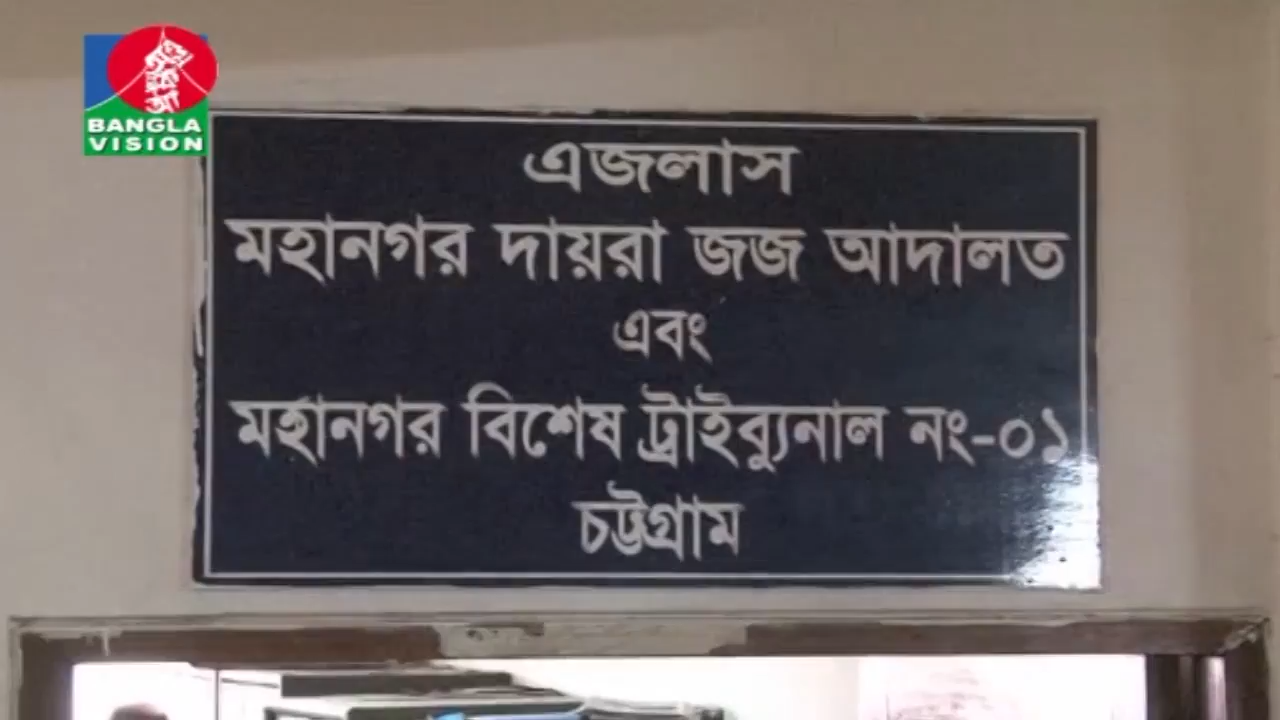 BANGLA
VISION
এজলাস
মহানগর দায়রা জজ আদালত
এবং
মহানগর বিশেষ ট্রাইব্যুনাল নং-০১
চট্টগ্রাম